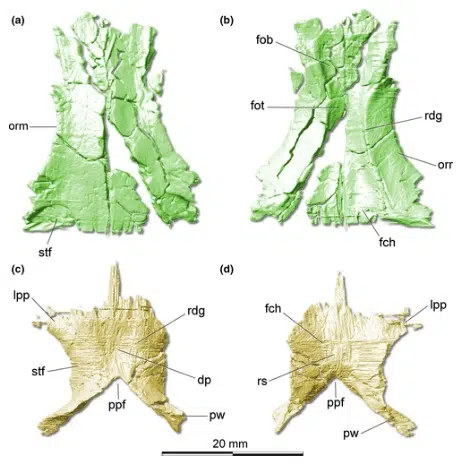 (a)
(b)
fob
fot
orm
rdg
orr
stf
fch
(c)
(d)
lpp
rdg
fch
lpp
stf
dp
rs
ppf
ppf
pw
pw
20 mm